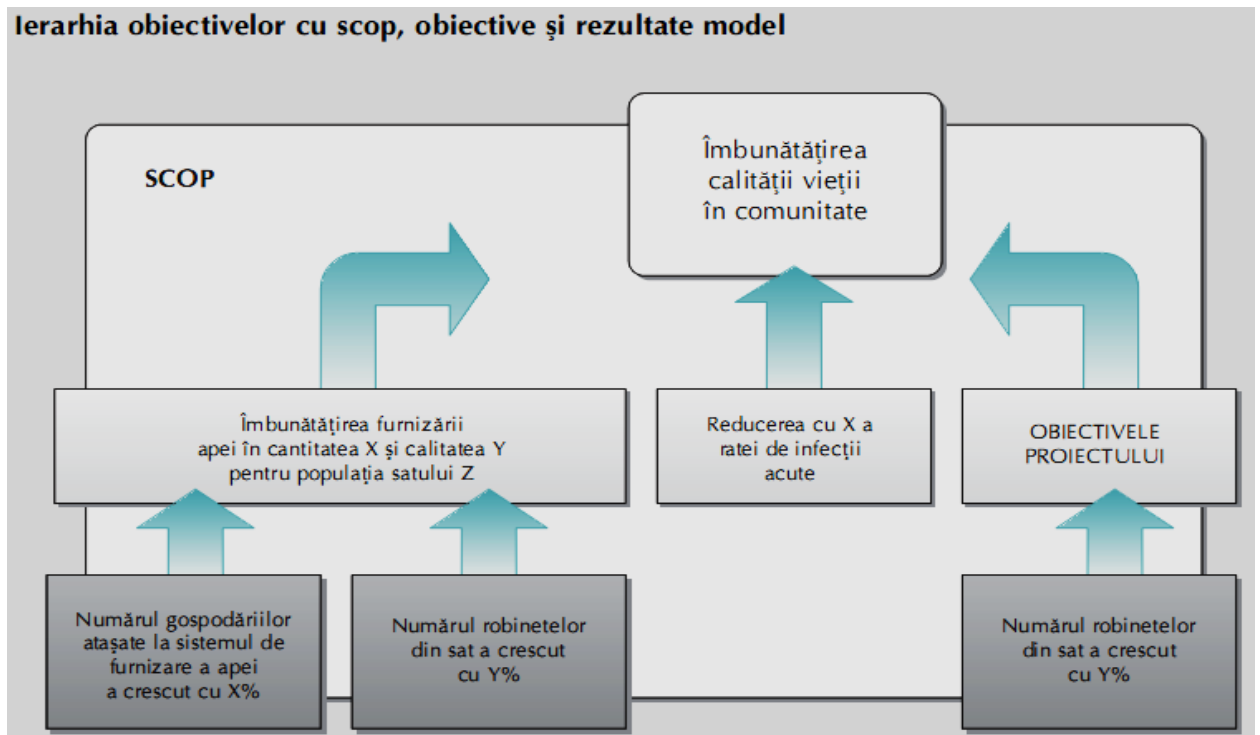 Ierarhia obiectivelor cu scop, obiective și rezultate model
SCOP
Îmbunătățirea
calității vieții
în comunitate
Îmbunătățirea furnizării
apei în cantitatea X și calitatea Y
pentru populația satului Z
Reducerea cu X a
ratei de infecții
acute
OBIECTIVELE
PROIECTULUI
Numărul gospodăriilor
atașate la sistemul de
furnizare a apei
a crescut cu X%
Numărul robinetelor
din sat a crescut
cu Y%
Numărul robinetelor
din sat a crescut
cu Y%